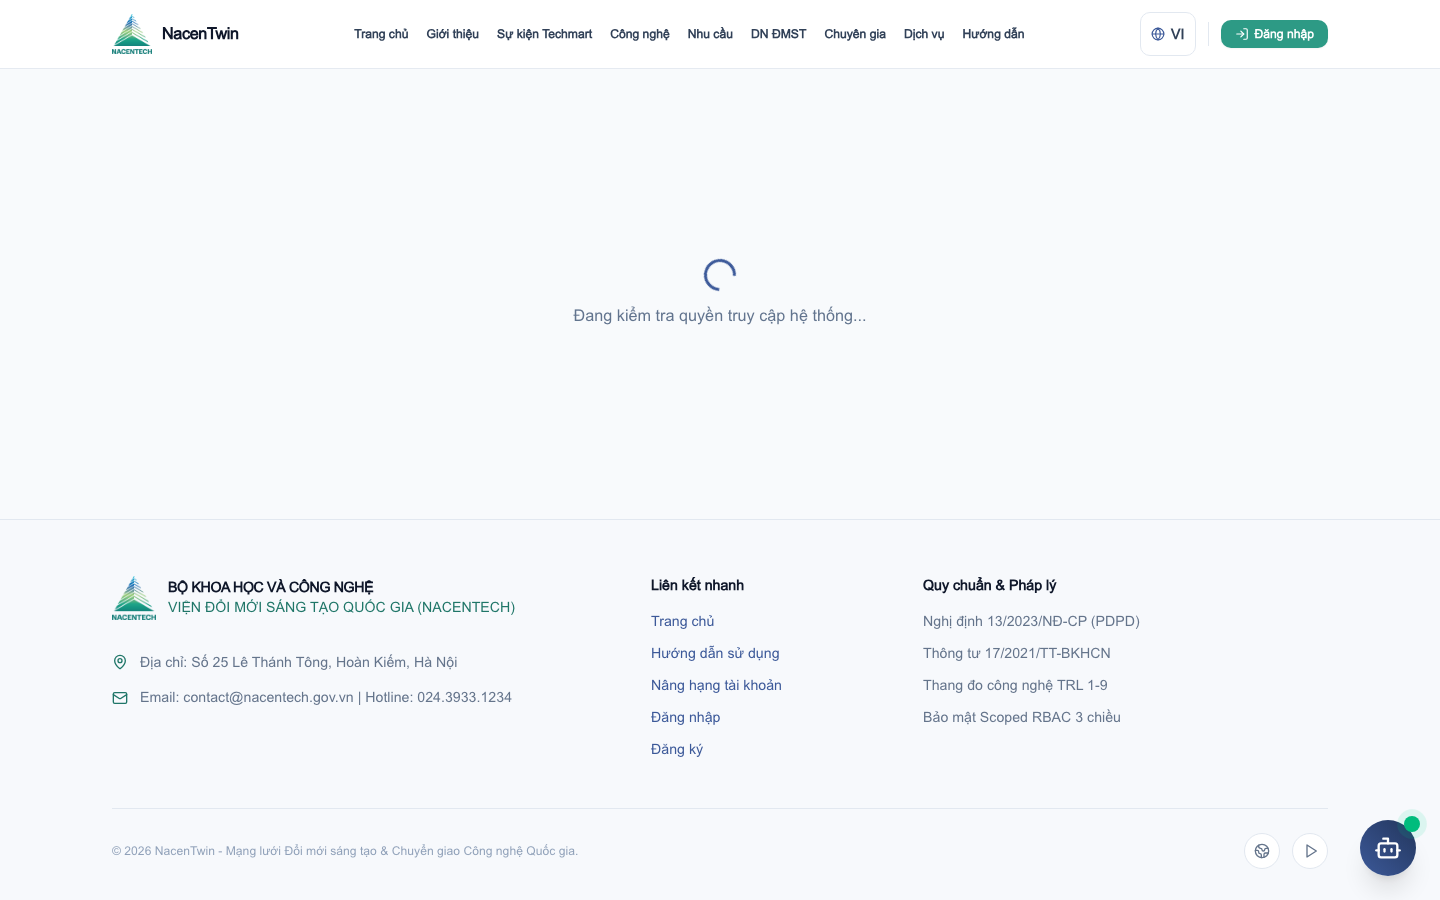 NACENTECH
NacenTwin
Trang chủ
Giới thiệu
Sự kiện Techmart
Công nghệ
Nhu cầu
DN ĐMST
Chuyên gia
Dịch vụ
Hướng dẫn
VI
Đăng nhập
Đang kiểm tra quyền truy cập hệ thống...
NACENTECH
BỘ KHOA HỌC VÀ CÔNG NGHỆ
VIỆN ĐỔI MỚI SÁNG TẠO QUỐC GIA (NACENTECH)
Địa chỉ: Số 25 Lê Thánh Tông, Hoàn Kiếm, Hà Nội
Email: contact@nacentech.gov.vn | Hotline: 024.3933.1234
Liên kết nhanh
Trang chủ
Hướng dẫn sử dụng
Nâng hạng tài khoản
Đăng nhập
Đăng ký
Quy chuẩn & Pháp lý
Nghị định 13/2023/NĐ-CP (PDPD)
Thông tư 17/2021/TT-BKHCN
Thang đo công nghệ TRL 1-9
Bảo mật Scoped RBAC 3 chiều
© 2026 NacenTwin - Mạng lưới Đổi mới sáng tạo & Chuyển giao Công nghệ Quốc gia.